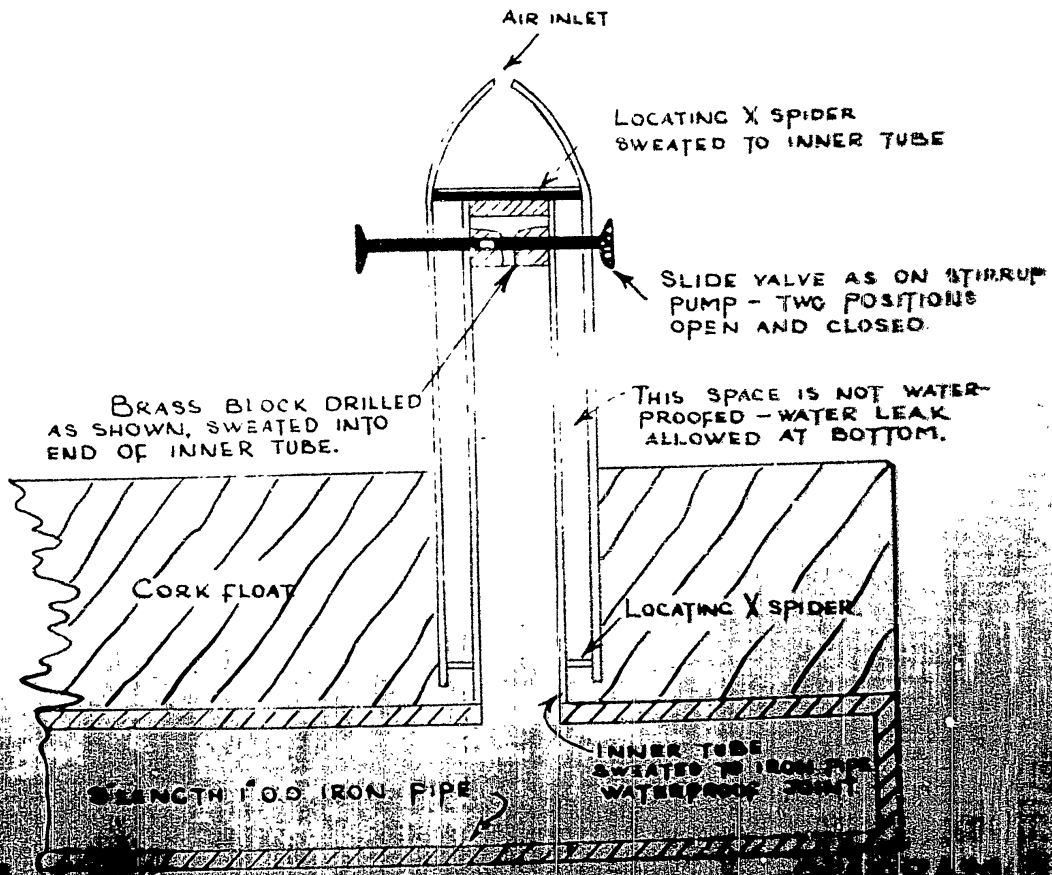 AIR INLET
LOCATING X SPIDER
SWEATED TO INNER TUBE
SLIDE VALVE AS ON STIRRUP
PUMP - TWO POSITIONS
OPEN AND CLOSED.
BRASS BLOCK DRILLED
AS SHOWN, SWEATED INTO
END OF INNER TUBE.
THIS SPACE IS NOT WATER-
PROOFED - WATER LEAK
ALLOWED AT BOTTOM.
CORK FLOAT
LOCATING X SPIDER.
INNER TUBE
SWEATED TO IRON PIPE
WATERPROOF JOINT
LENGTH 1" O.D IRON PIPE